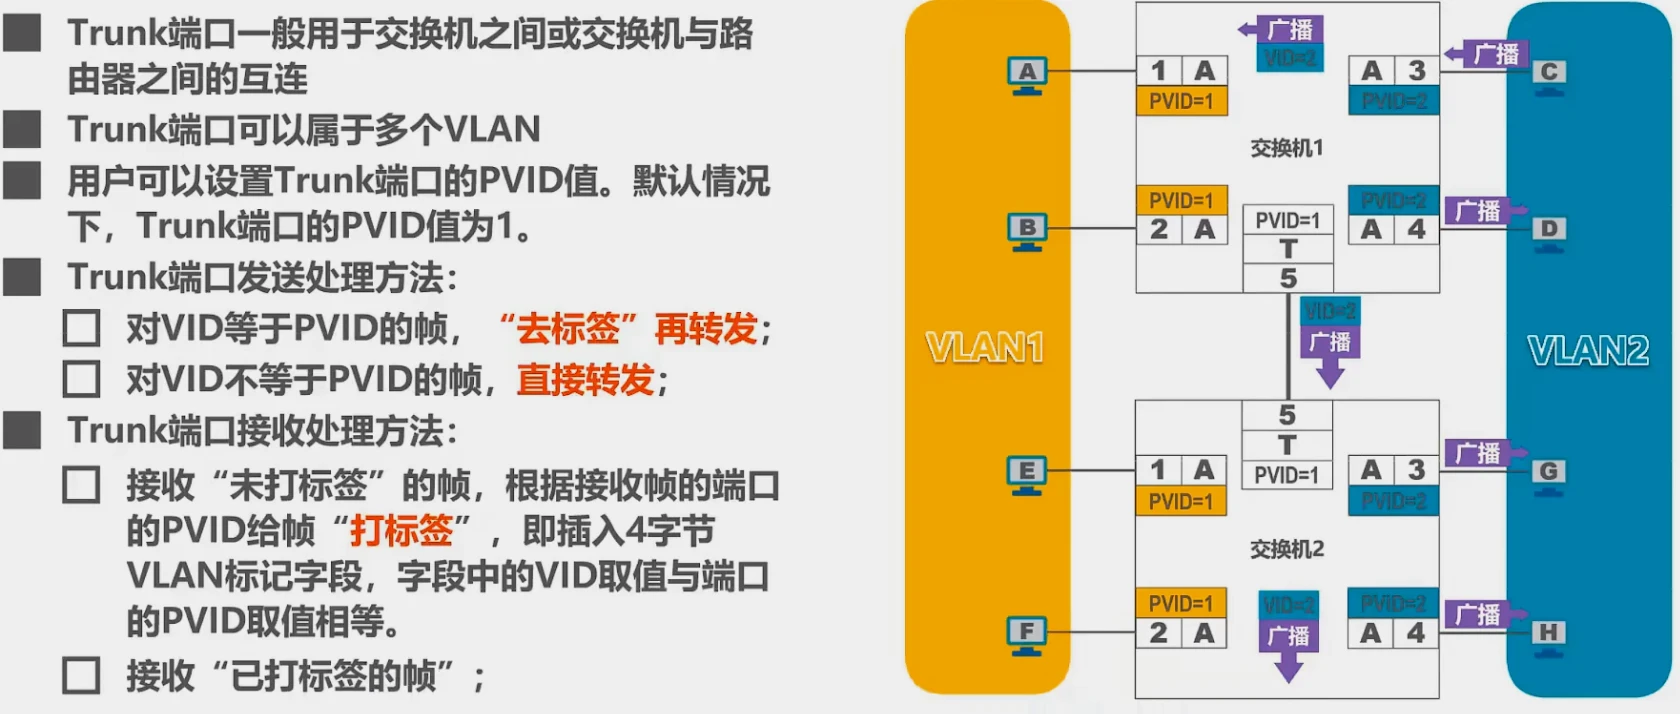 Trunk端口一般用于交换机之间或交换机与路
由器之间的互连
Trunk端口可以属于多个VLAN
用户可以设置Trunk端口的PVID值。默认情况
下，Trunk端口的PVID值为1。
Trunk端口发送处理方法：
对VID等于PVID的帧，“去标签”再转发；
对VID不等于PVID的帧，直接转发；
Trunk端口接收处理方法：
接收“未打标签”的帧，根据接收帧的端口
的PVID给帧“打标签”，即插入4字节
VLAN标记字段，字段中的VID取值与端口
的PVID取值相等。
接收“已打标签的帧”；
VLAN1
A
B
E
F
广播
VID=2
1 A
PVID=1
A 3
PVID=2
广播
C
交换机1
PVID=1
2 A
PVID=1
T
5
PVID=2
A 4
广播
D
VID=2
广播
VLAN2
5
T
PVID=1
1 A
PVID=1
A 3
PVID=2
广播
G
交换机2
PVID=1
2 A
VID=2
广播
PVID=2
A 4
广播
H